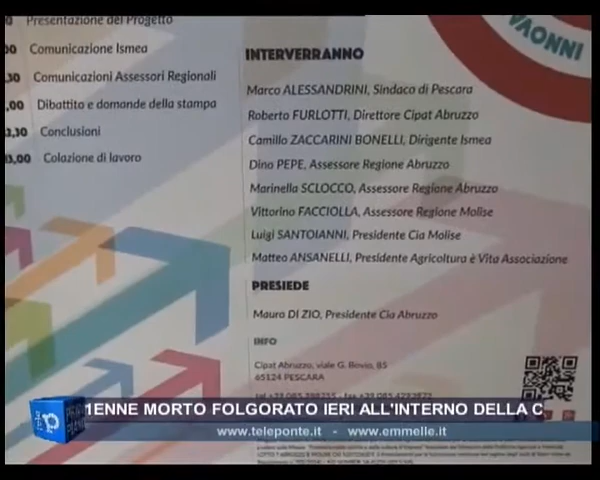 Presentazione del Progetto
Comunicazione Ismea
,30 Comunicazioni Assessori Regionali
,00 Dibattito e domande della stampa
3,30 Conclusioni
3,00 Colazione di lavoro
VAONNI
INTERVERRANNO
Marco ALESSANDRINI, Sindaco di Pescara
Roberto FURLOTTI, Direttore Cipat Abruzzo
Camillo ZACCARINI BONELLI, Dirigente Ismea
Dino PEPE, Assessore Regione Abruzzo
Marinella SCLOCCO, Assessore Regione Abruzzo
Vittorino FACCIOLLA, Assessore Regione Molise
Luigi SANTOIANNI, Presidente Cia Molise
Matteo ANSANELLI, Presidente Agricoltura è Vita Associazione
PRESIEDE
Mauro DI ZIO, Presidente Cia Abruzzo
INFO
Cipat Abruzzo, viale G. Bovio, 85
65124 PESCARA
1ENNE MORTO FOLGORATO IERI ALL'INTERNO DELLA C
www.teleponte.it - www.emmelle.it